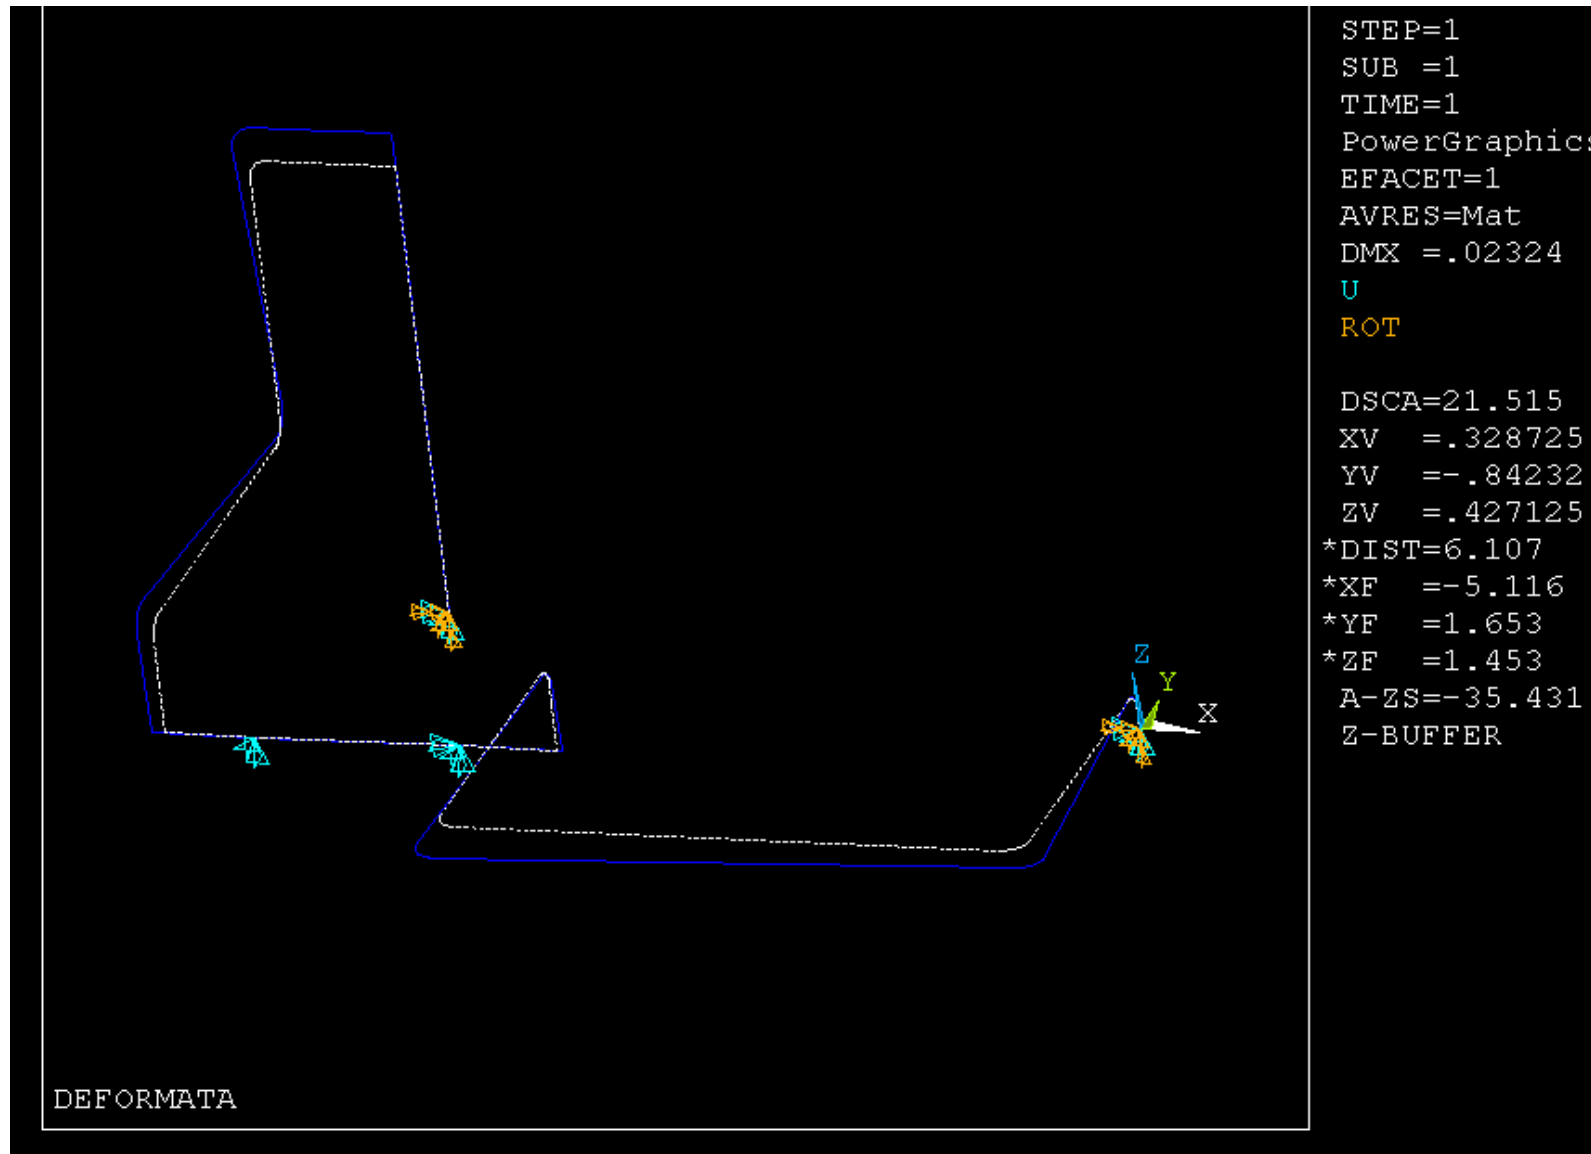 STEP=1
SUB =1
TIME=1
PowerGraphics
EFACET=1
AVRES=Mat
DMX =.02324
U
ROT
DSCA=21.515
XV =.328725
YV =-.84232
ZV =.427125
*DIST=6.107
*XF =-5.116
*YF =1.653
*ZF =1.453
A-ZS=-35.431
Z-BUFFER
Z
Y
X
DEFORMATA